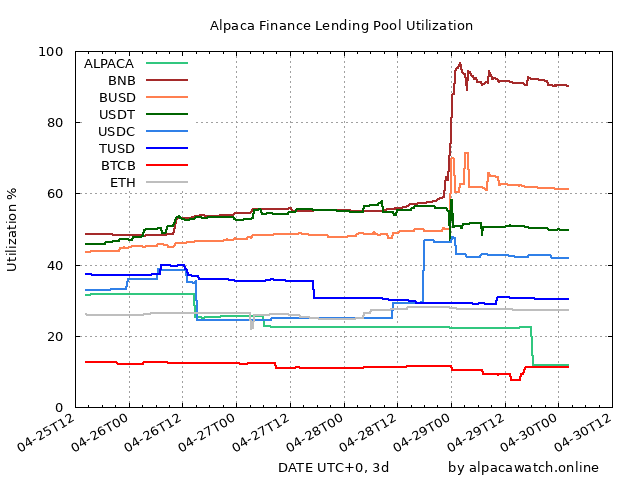 Alpaca Finance Lending Pool Utilization
100
80
60
40
20
0
Utilization %
ALPACA
BNB
BUSD
USDT
USDC
TUSD
BTCB
ETH
04-25T12
04-26T00
04-26T12
04-27T00
04-27T12
04-28T00
04-28T12
04-29T00
04-29T12
04-30T00
04-30T12
DATE UTC+0, 3d
by alpacawatch.online